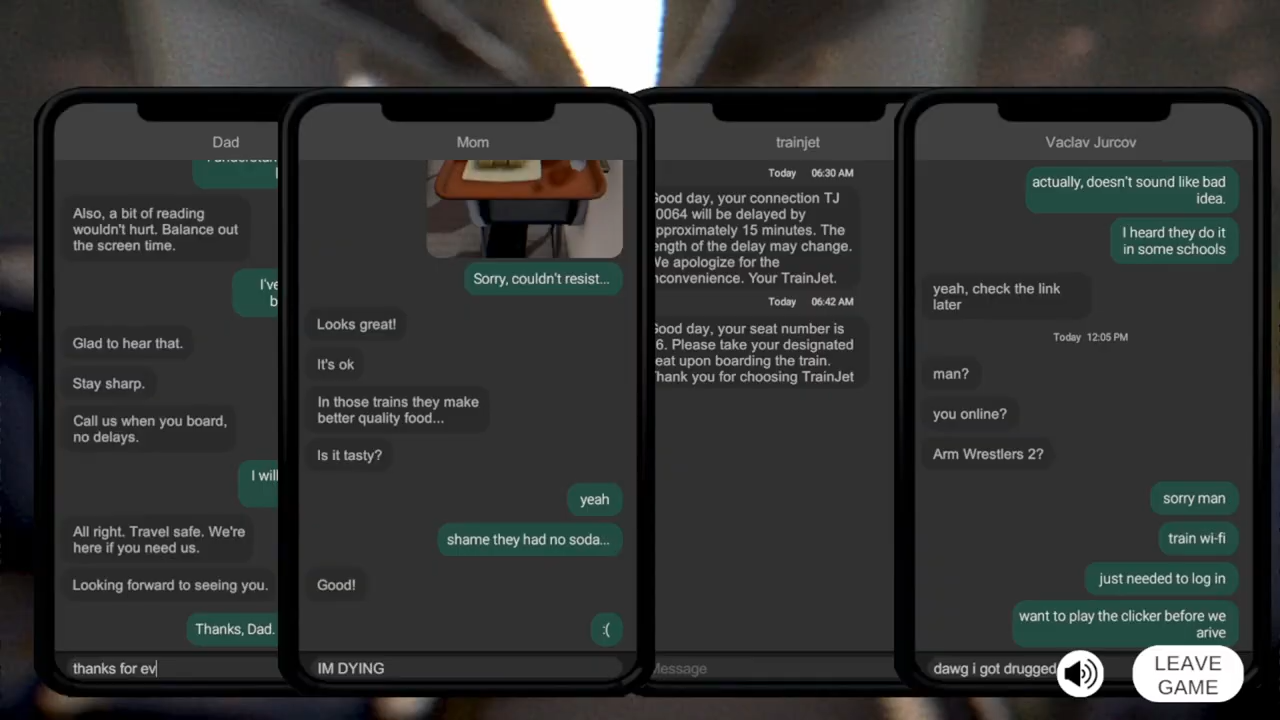 Dad
Also, a bit of reading
wouldn't hurt. Balance out
the screen time.
I've
Glad to hear that.
Stay sharp.
Call us when you board,
no delays.
I will
All right. Travel safe. We're
here if you need us.
Looking forward to seeing you.
Thanks, Dad.
thanks for ev
Mom
Sorry, couldn't resist...
Looks great!
It's ok
In those trains they make
better quality food...
Is it tasty?
yeah
shame they had no soda...
Good!
:(
IM DYING
trainjet
Today 06:30 AM
Good day, your connection TJ
0064 will be delayed by
approximately 15 minutes. The
length of the delay may change.
We apologize for the
inconvenience. Your TrainJet.
Today 06:42 AM
Good day, your seat number is
6. Please take your designated
seat upon boarding the train.
Thank you for choosing TrainJet
Message
Vaclav Jurcov
actually, doesn't sound like bad
idea.
I heard they do it
in some schools
yeah, check the link
later
Today 12:05 PM
man?
you online?
Arm Wrestlers 2?
sorry man
train wi-fi
just needed to log in
want to play the clicker before we
arive
dawg i got drugged
LEAVE
GAME